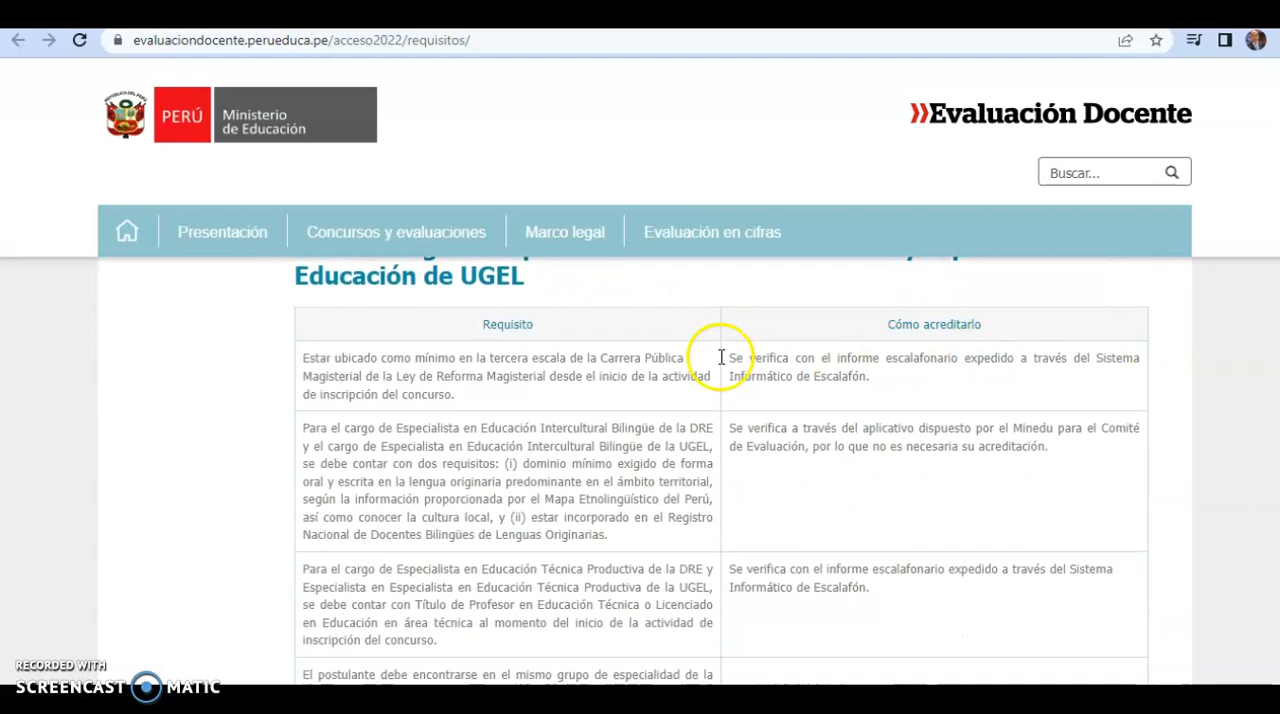 evaluaciondocente.perueduca.pe/acceso2022/requisitos/
PERÚ
Ministerio
de Educación
Evaluación Docente
Buscar...
Presentación
Concursos y evaluaciones
Marco legal
Evaluación en cifras
Educación de UGEL
Requisito
Cómo acreditarlo
Estar ubicado como mínimo en la tercera escala de la Carrera Pública
Magisterial de la Ley de Reforma Magisterial desde el inicio de la actividad
de inscripción del concurso.
Se verifica con el informe escalafonario expedido a través del Sistema
Informático de Escalafón.
Para el cargo de Especialista en Educación Intercultural Bilingüe de la DRE
y el cargo de Especialista en Educación Intercultural Bilingüe de la UGEL,
se debe contar con dos requisitos: (i) dominio mínimo exigido de forma
oral y escrita en la lengua originaria predominante en el ámbito territorial,
según la información proporcionada por el Mapa Etnolingüístico del Perú,
así como conocer la cultura local, y (ii) estar incorporado en el Registro
Nacional de Docentes Bilingües de Lenguas Originarias.
Se verifica a través del aplicativo dispuesto por el Minedu para el Comité
de Evaluación, por lo que no es necesaria su acreditación.
Para el cargo de Especialista en Educación Técnica Productiva de la DRE y
Especialista en Especialista en Educación Técnica Productiva de la UGEL,
se debe contar con Título de Profesor en Educación Técnica o Licenciado
en Educación en área técnica al momento del inicio de la actividad de
inscripción del concurso.
Se verifica con el informe escalafonario expedido a través del Sistema
Informático de Escalafón.
El postulante debe encontrarse en el mismo grupo de especialidad de la
RECORDED WITH
SCREENCAST MATIC